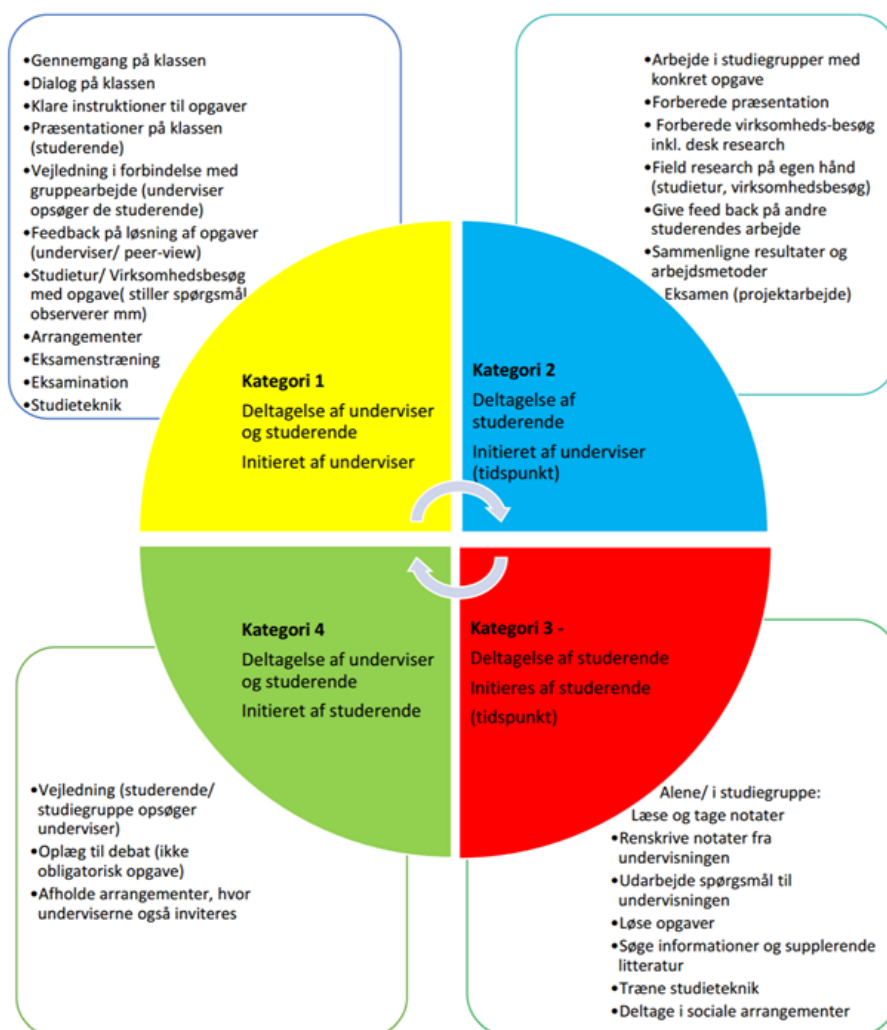 •Gennemgang på klassen
•Dialog på klassen
•Klare instruktioner til opgaver
•Præsentationer på klassen
(studerende)
•Vejledning i forbindelse med
gruppearbejde (underviser
opsøger de studerende)
•Feedback på løsning af opgaver
(underviser/ peer-view)
•Studietur/ Virksomhedsbesøg
med opgave( stiller spørgsmål
observerer mm)
•Arrangementer
•Eksamenstræning
•Eksamination
•Studieteknik
•Arbejde i studiegrupper med
konkret opgave
•Forberede præsentation
• Forberede virksomheds-besøg
inkl. desk research
•Field research på egen hånd
(studietur, virksomhedsbesøg)
•Give feed back på andre
studerendes arbejde
•Sammenligne resultater og
arbejdsmetoder
Eksamen (projektarbejde)
Kategori 1
Deltagelse af underviser
og studerende
Initieret af underviser
Kategori 2
Deltagelse af
studerende
Initieret af underviser
(tidspunkt)
Kategori 4
Deltagelse af underviser
og studerende
Initieret af studerende
Kategori 3 -
Deltagelse af studerende
Initieres af studerende
(tidspunkt)
•Vejledning (studerende/
studiegruppe opsøger
underviser)
•Oplæg til debat (ikke
obligatorisk opgave)
•Afholde arrangementer, hvor
underviserne også inviteres
Alene/ i studiegruppe:
Læse og tage notater
•Renskrive notater fra
undervisningen
•Udarbejde spørgsmål til
undervisningen
•Løse opgaver
•Søge informationer og supplerende
litteratur
•Træne studieteknik
•Deltage i sociale arrangementer